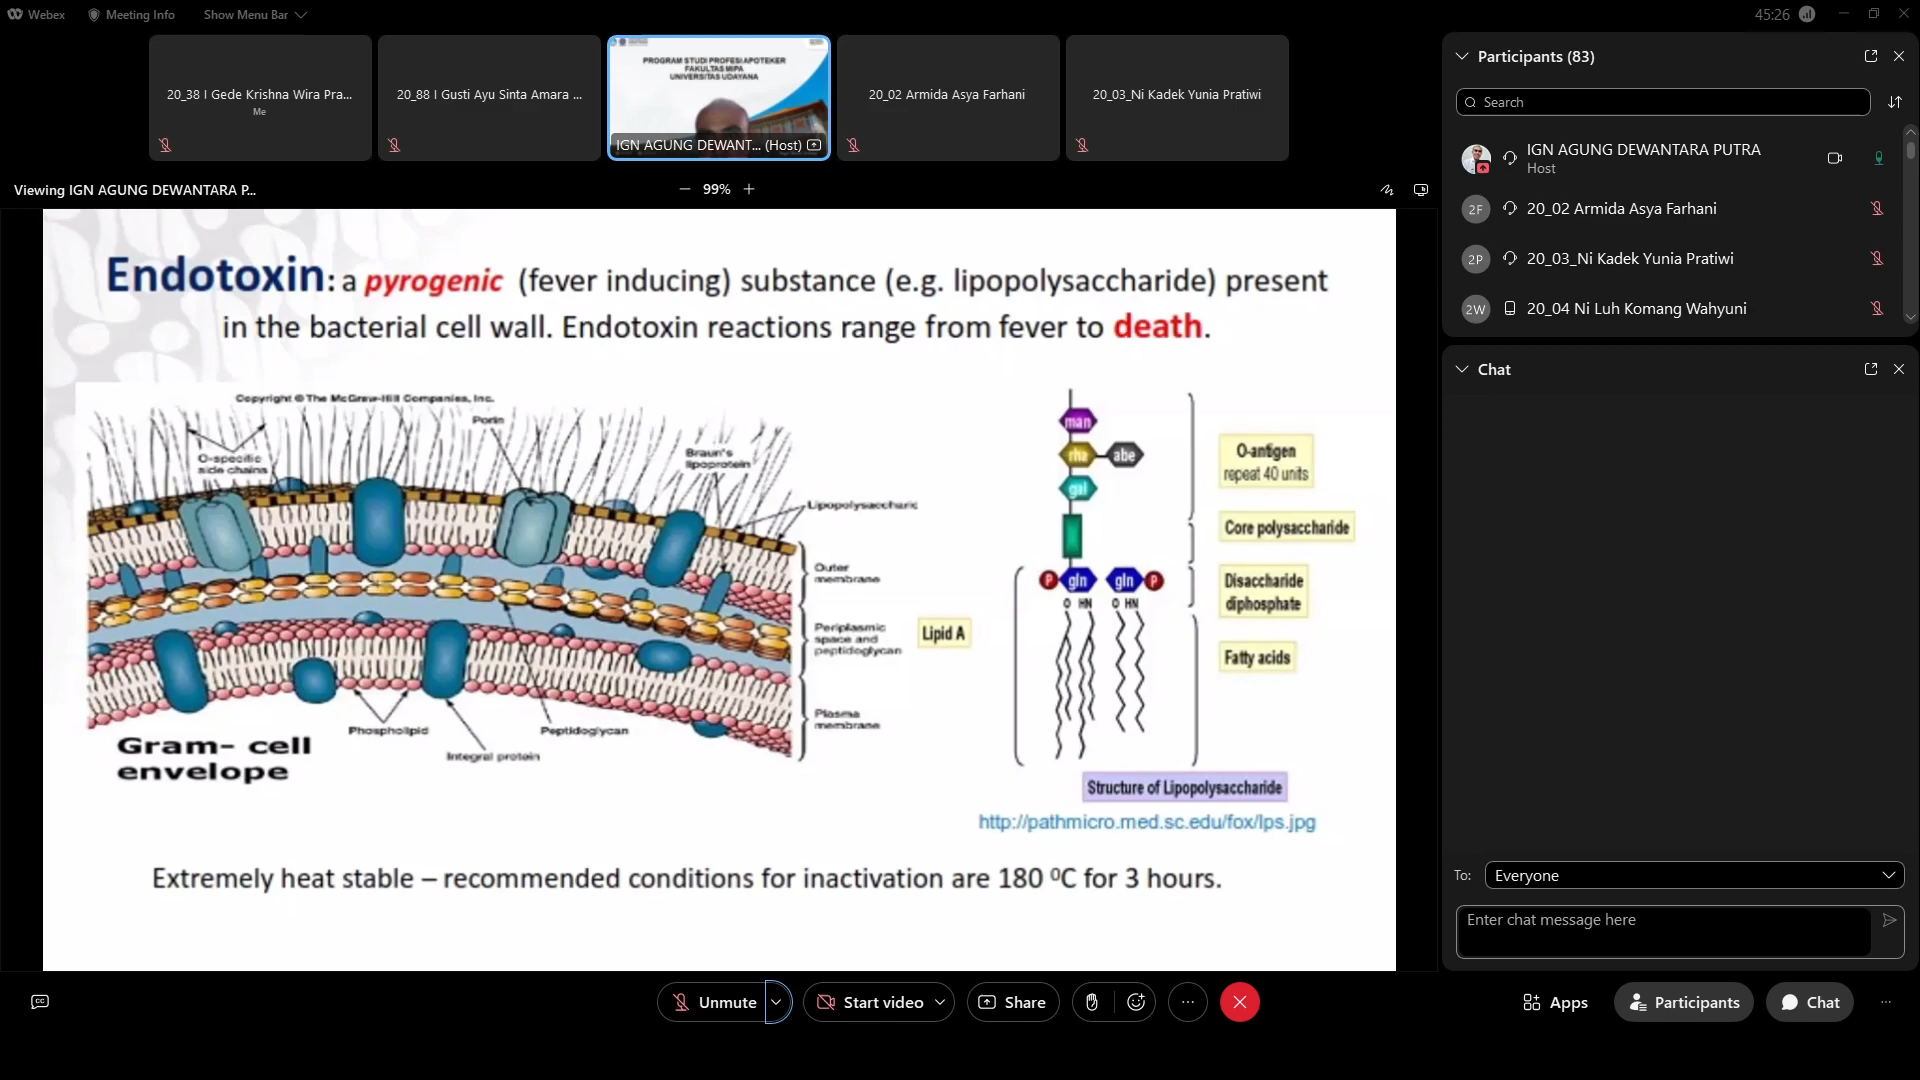 Webex
Meeting Info
Show Menu Bar
45:26
20_38 I Gede Krishna Wira Pra...
Me
20_88 I Gusti Ayu Sinta Amara ...
PROGRAM STUDI PROFESI APOTEKER
FAKULTAS MIPA
UNIVERSITAS UDAYANA
IGN AGUNG DEWANT... (Host)
20_02 Armida Asya Farhani
20_03_Ni Kadek Yunia Pratiwi
Viewing IGN AGUNG DEWANTARA P...
99%
Endotoxin: a pyrogenic (fever inducing) substance (e.g. lipopolysaccharide) present
in the bacterial cell wall. Endotoxin reactions range from fever to death.
Copyright © The McGraw-Hill Companies, Inc.
Porin
O-specific
side chains
Braun's
lipoprotein
Lipopolysaccharic
Outer
membrane
Periplasmic
space and
peptidoglycan
Plasma
membrane
Phospholipid
Peptidoglycan
Integral protein
Gram- cell
envelope
man
rha
abe
gal
P
gln
gln
P
O HN
O HN
Lipid A
O-antigen
repeat 40 units
Core polysaccharide
Disaccharide
diphosphate
Fatty acids
Structure of Lipopolysaccharide
http://pathmicro.med.sc.edu/fox/lps.jpg
Extremely heat stable – recommended conditions for inactivation are 180 ⁰C for 3 hours.
Participants (83)
Search
IGN AGUNG DEWANTARA PUTRA
Host
2F
20_02 Armida Asya Farhani
2P
20_03_Ni Kadek Yunia Pratiwi
2W
20_04 Ni Luh Komang Wahyuni
Chat
To:
Everyone
Enter chat message here
CC
Unmute
Start video
Share
Apps
Participants
Chat